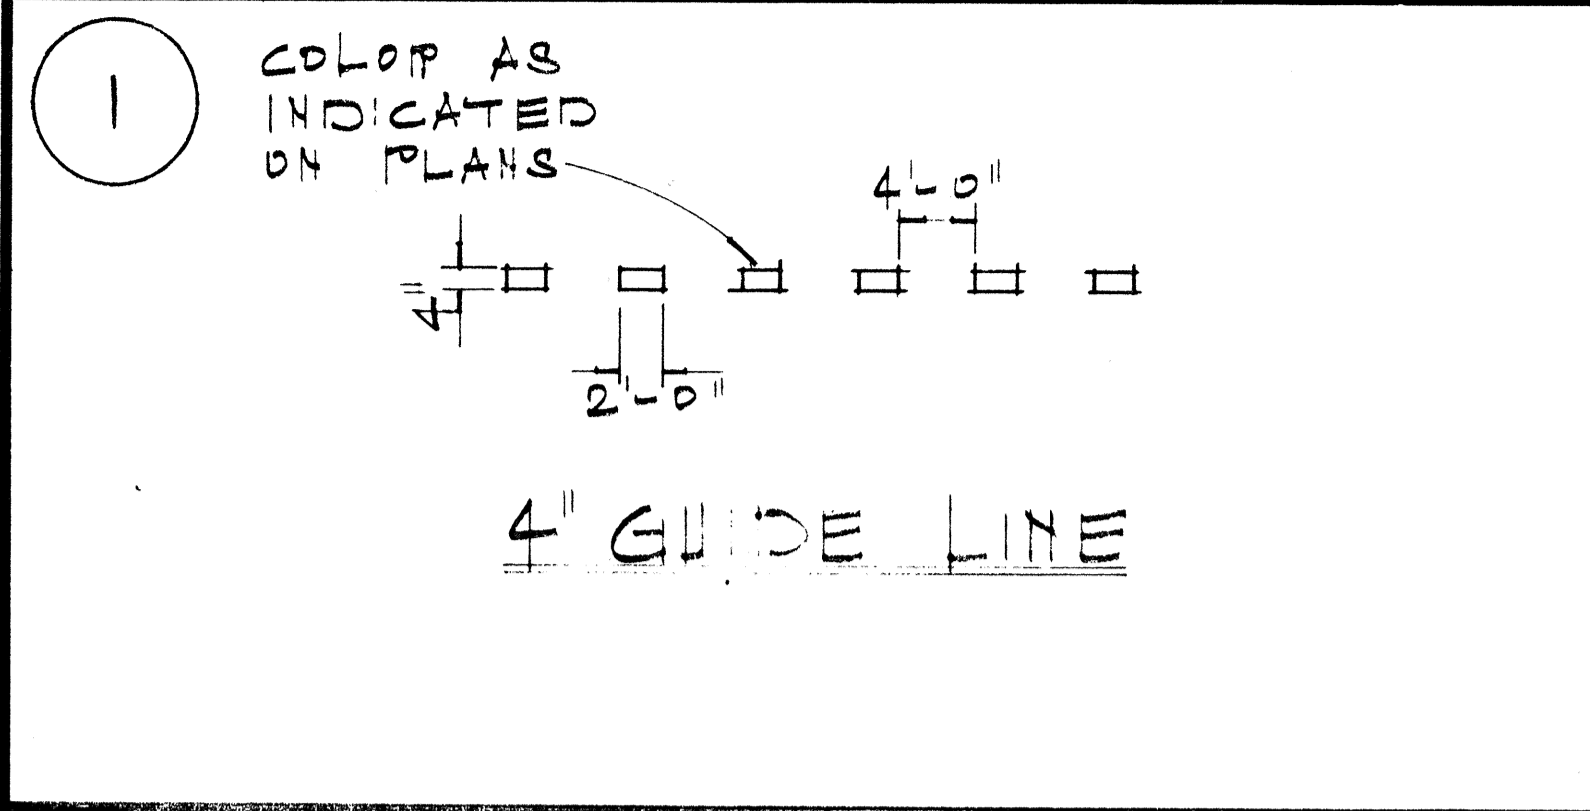 1
COLOR AS
INDICATED
ON PLANS
4'-0"
4"
2'-0"
4" GUIDE LINE